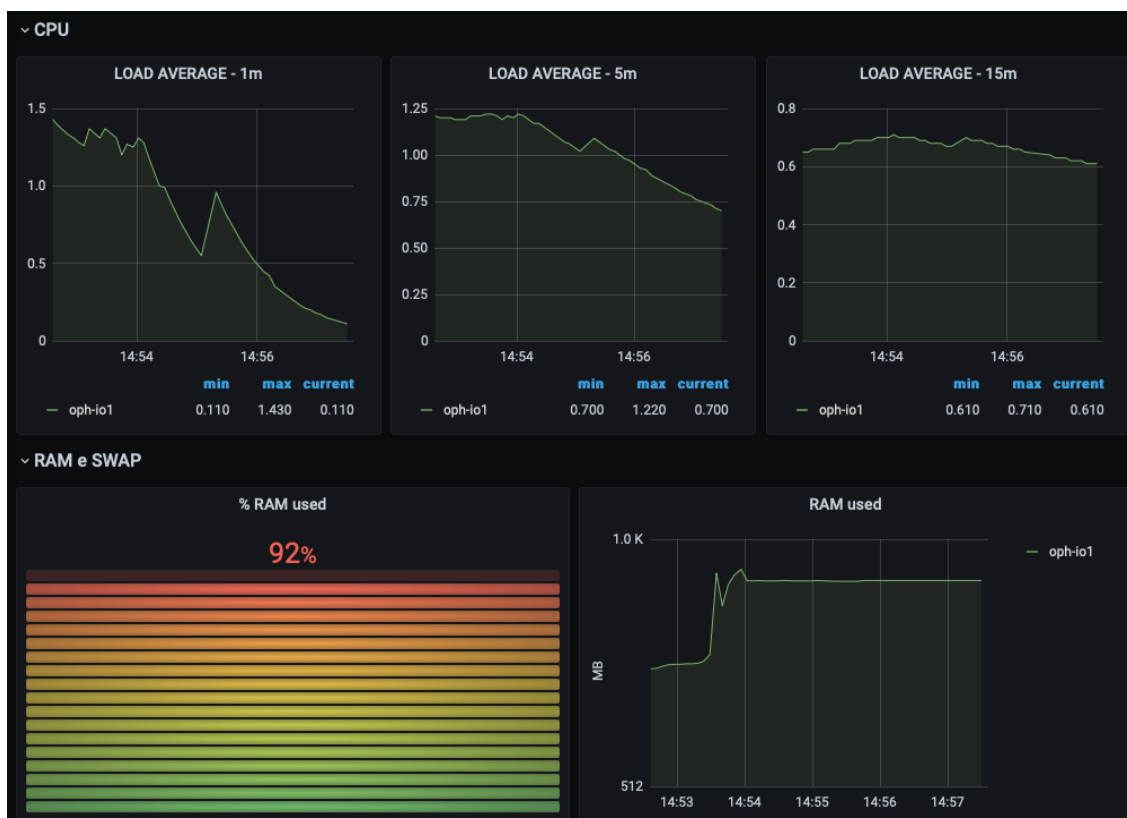 CPU
LOAD AVERAGE - 1m
1.5
1.0
0.5
0
14:54 14:56
min max current
oph-io1 0.110 1.430 0.110
LOAD AVERAGE - 5m
1.25
1.00
0.75
0.50
0.25
0
14:54 14:56
min max current
oph-io1 0.700 1.220 0.700
LOAD AVERAGE - 15m
0.8
0.6
0.4
0.2
0
14:54 14:56
min max current
oph-io1 0.610 0.710 0.610
RAM e SWAP
% RAM used
92%
RAM used
1.0 K
MB
512
14:53 14:54 14:55 14:56 14:57
oph-io1